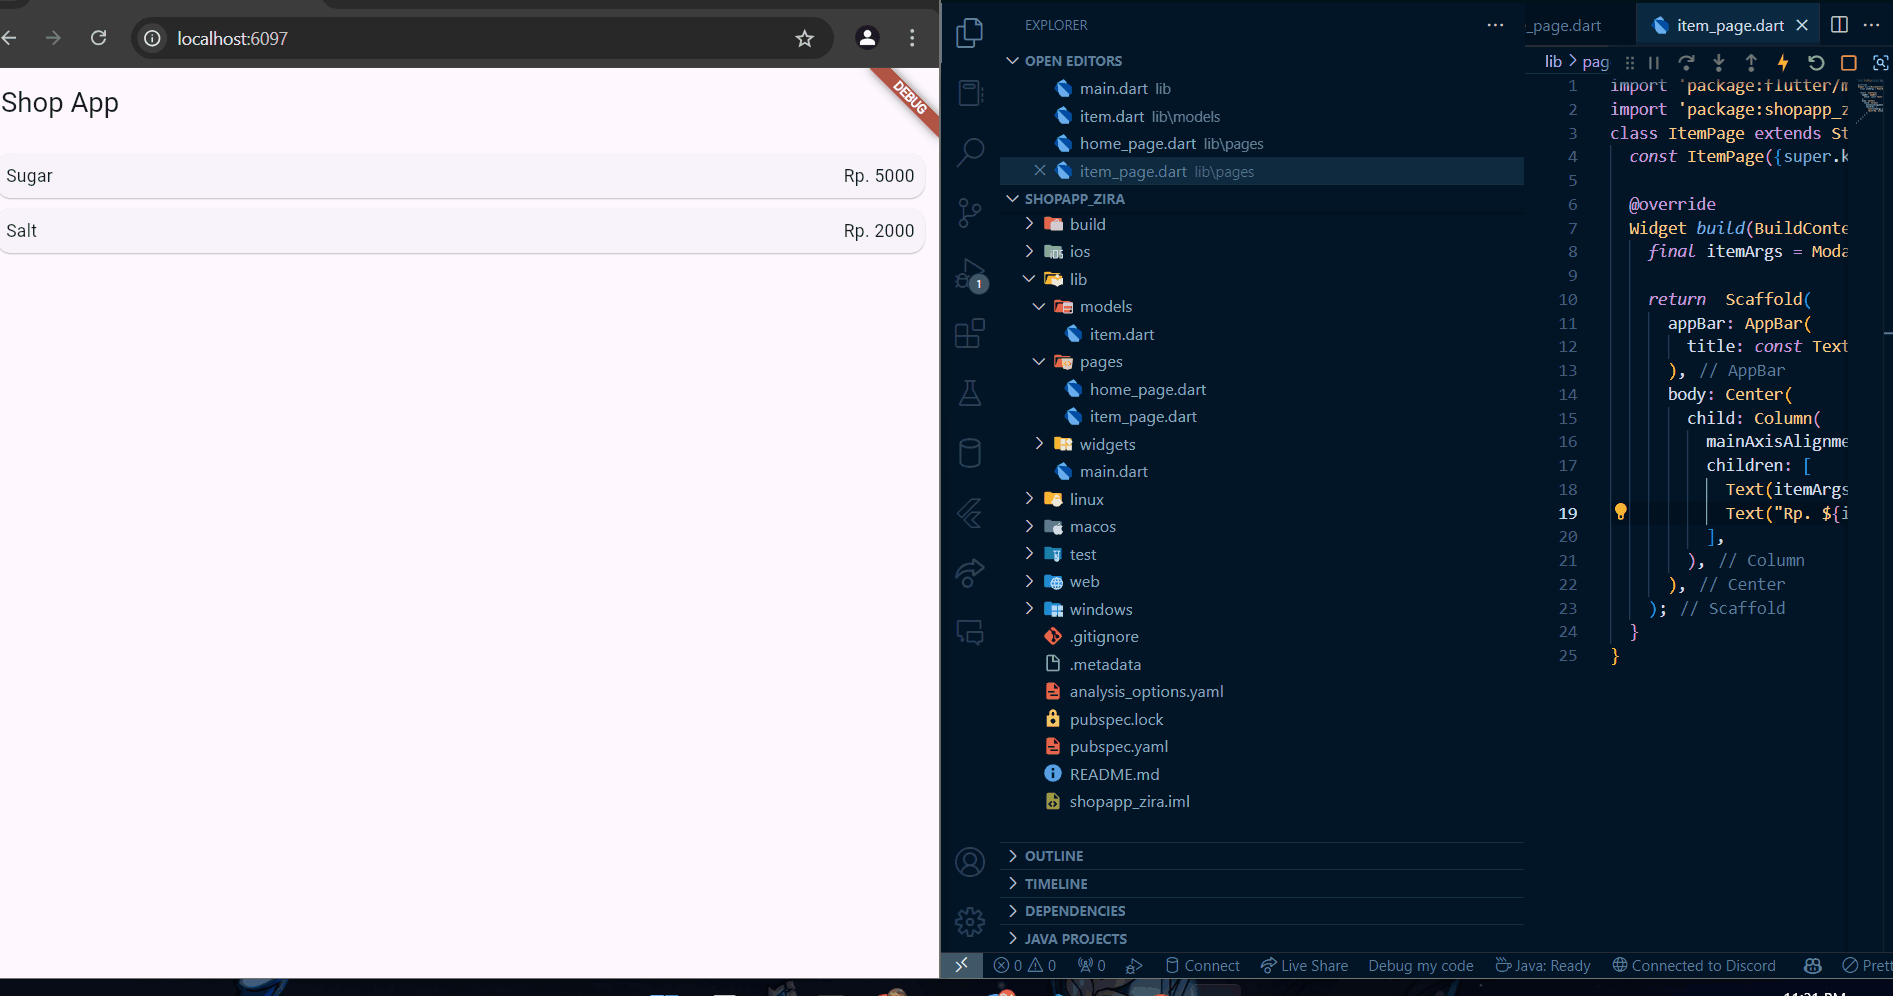 localhost:6097
Shop App
DEBUG
Sugar
Rp. 5000
Salt
Rp. 2000
EXPLORER
OPEN EDITORS
main.dart lib
item.dart lib\models
home_page.dart lib\pages
item_page.dart lib\pages
SHOPAPP_ZIRA
build
ios
lib
models
item.dart
pages
home_page.dart
item_page.dart
widgets
main.dart
linux
macos
test
web
windows
.gitignore
.metadata
analysis_options.yaml
pubspec.lock
pubspec.yaml
README.md
shopapp_zira.iml
OUTLINE
TIMELINE
DEPENDENCIES
JAVA PROJECTS
1
_page.dart
item_page.dart
lib > pag
1 import 'package:flutter/m
2 import 'package:shopapp_z
3 class ItemPage extends St
4 const ItemPage({super.k
5
6 @override
7 Widget build(BuildConte
8 final itemArgs = Moda
9
10 return Scaffold(
11 appBar: AppBar(
12 title: const Text
13 ), // AppBar
14 body: Center(
15 child: Column(
16 mainAxisAlignme
17 children: [
18 Text(itemArgs
19 Text("Rp. ${i
20 ],
21 ), // Column
22 ), // Center
23 ); // Scaffold
24 }
25 }
0 0 0 Connect Live Share Debug my code Java: Ready Connected to Discord Prett